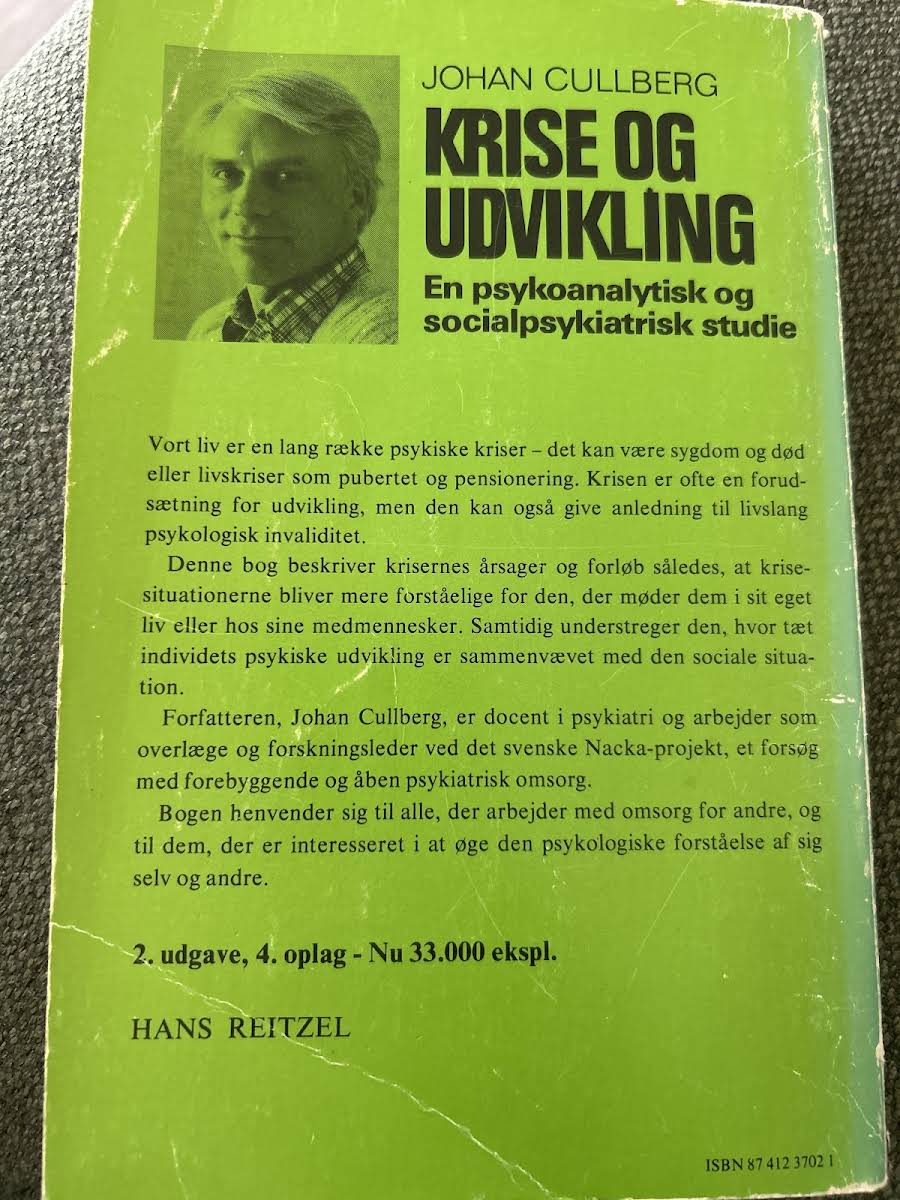 JOHAN CULLBERG
KRISE OG
UDVIKLING
En psykoanalytisk og
socialpsykiatrisk studie
Vort liv er en lang række psykiske kriser – det kan være sygdom og død
eller livskriser som pubertet og pensionering. Krisen er ofte en forud-
sætning for udvikling, men den kan også give anledning til livslang
psykologisk invaliditet.
Denne bog beskriver krisernes årsager og forløb således, at krise-
situationerne bliver mere forståelige for den, der møder dem i sit eget
liv eller hos sine medmennesker. Samtidig understreger den, hvor tæt
individets psykiske udvikling er sammenvævet med den sociale situa-
tion.
Forfatteren, Johan Cullberg, er docent i psykiatri og arbejder som
overlæge og forskningsleder ved det svenske Nacka-projekt, et forsøg
med forebyggende og åben psykiatrisk omsorg.
Bogen henvender sig til alle, der arbejder med omsorg for andre, og
til dem, der er interesseret i at øge den psykologiske forståelse af sig
selv og andre.
2. udgave, 4. oplag - Nu 33.000 ekspl.
HANS REITZEL
ISBN 87 412 3702 1